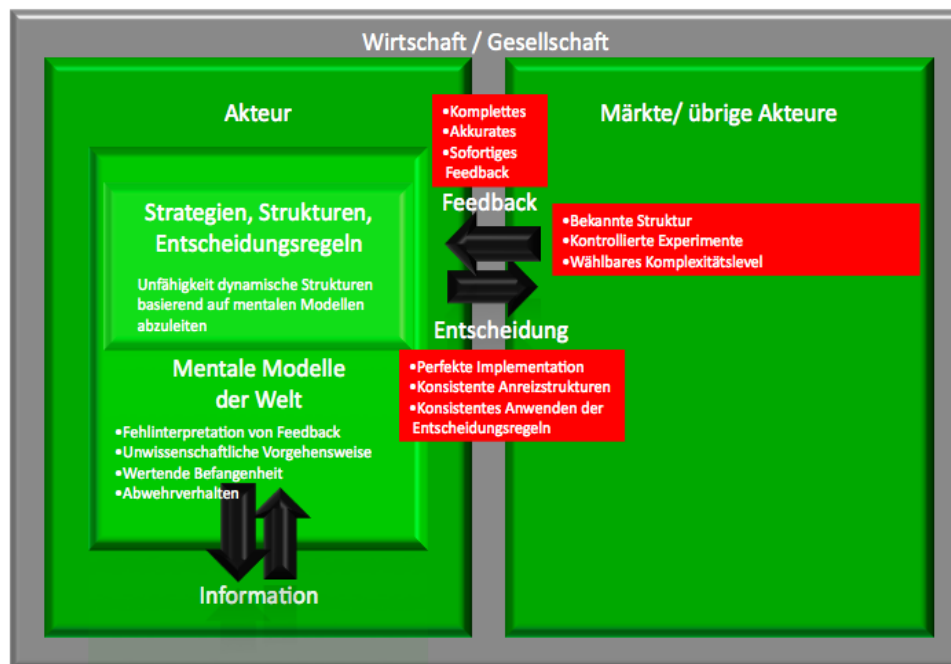 Wirtschaft / Gesellschaft
Akteur
Strategien, Strukturen,
Entscheidungsregeln
Unfähigkeit dynamische Strukturen
basierend auf mentalen Modellen
abzuleiten
Mentale Modelle
der Welt
•Fehlinterpretation von Feedback
•Unwissenschaftliche Vorgehensweise
•Wertende Befangenheit
•Abwehrverhalten
Information
•Komplettes
•Akkurates
•Sofortiges
Feedback
Feedback
Entscheidung
•Perfekte Implementation
•Konsistente Anreizstrukturen
•Konsistentes Anwenden der
Entscheidungsregeln
Märkte/ übrige Akteure
•Bekannte Struktur
•Kontrollierte Experimente
•Wählbares Komplexitätslevel